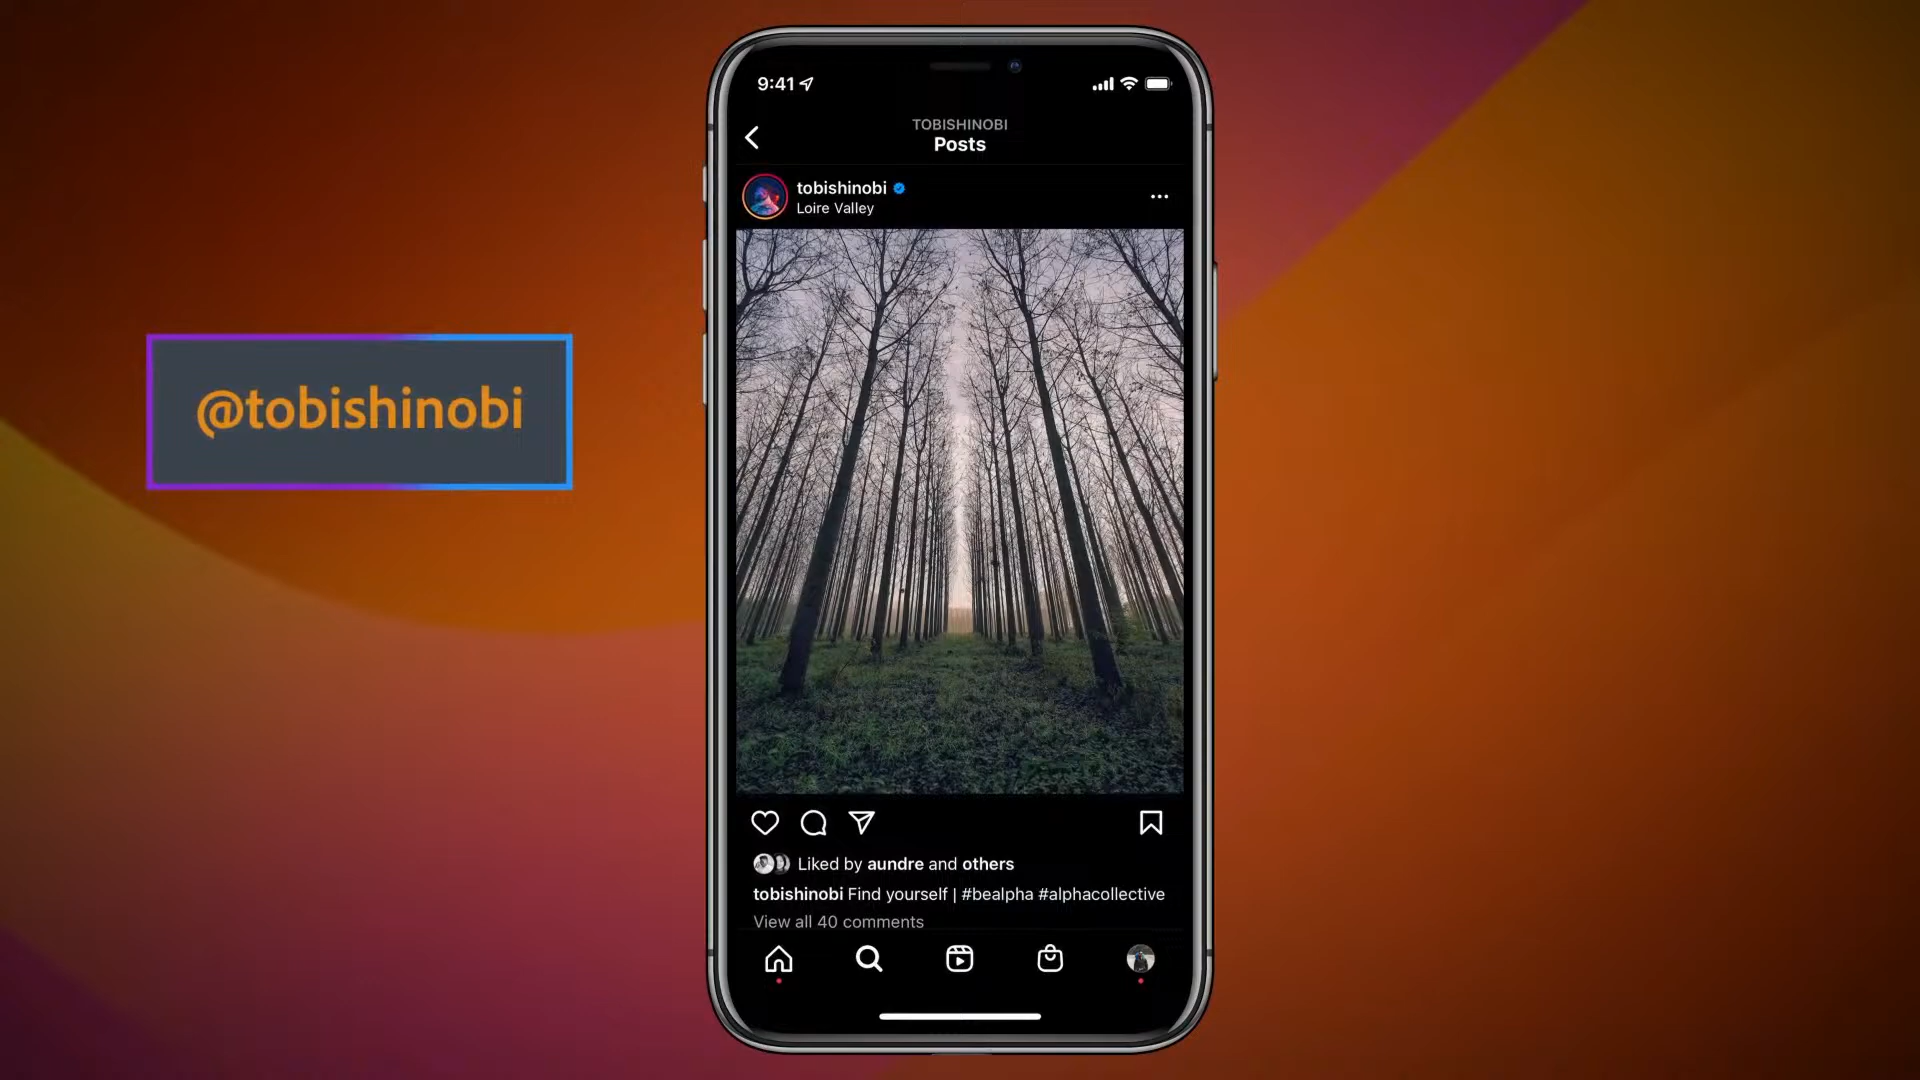 9:41
TOBISHINOBI
Posts
tobishinobi
Loire Valley
@tobishinobi
Liked by aundre and others
tobishinobi Find yourself | #bealpha #alphacollective
View all 40 comments